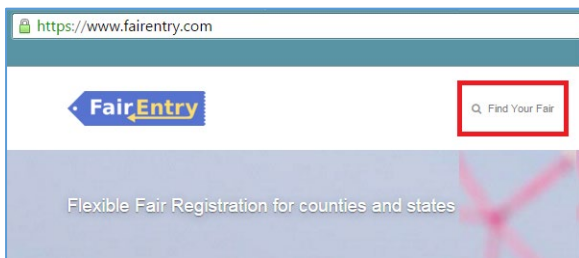 https://www.fairentry.com
FairEntry
Find Your Fair
Flexible Fair Registration for counties and states